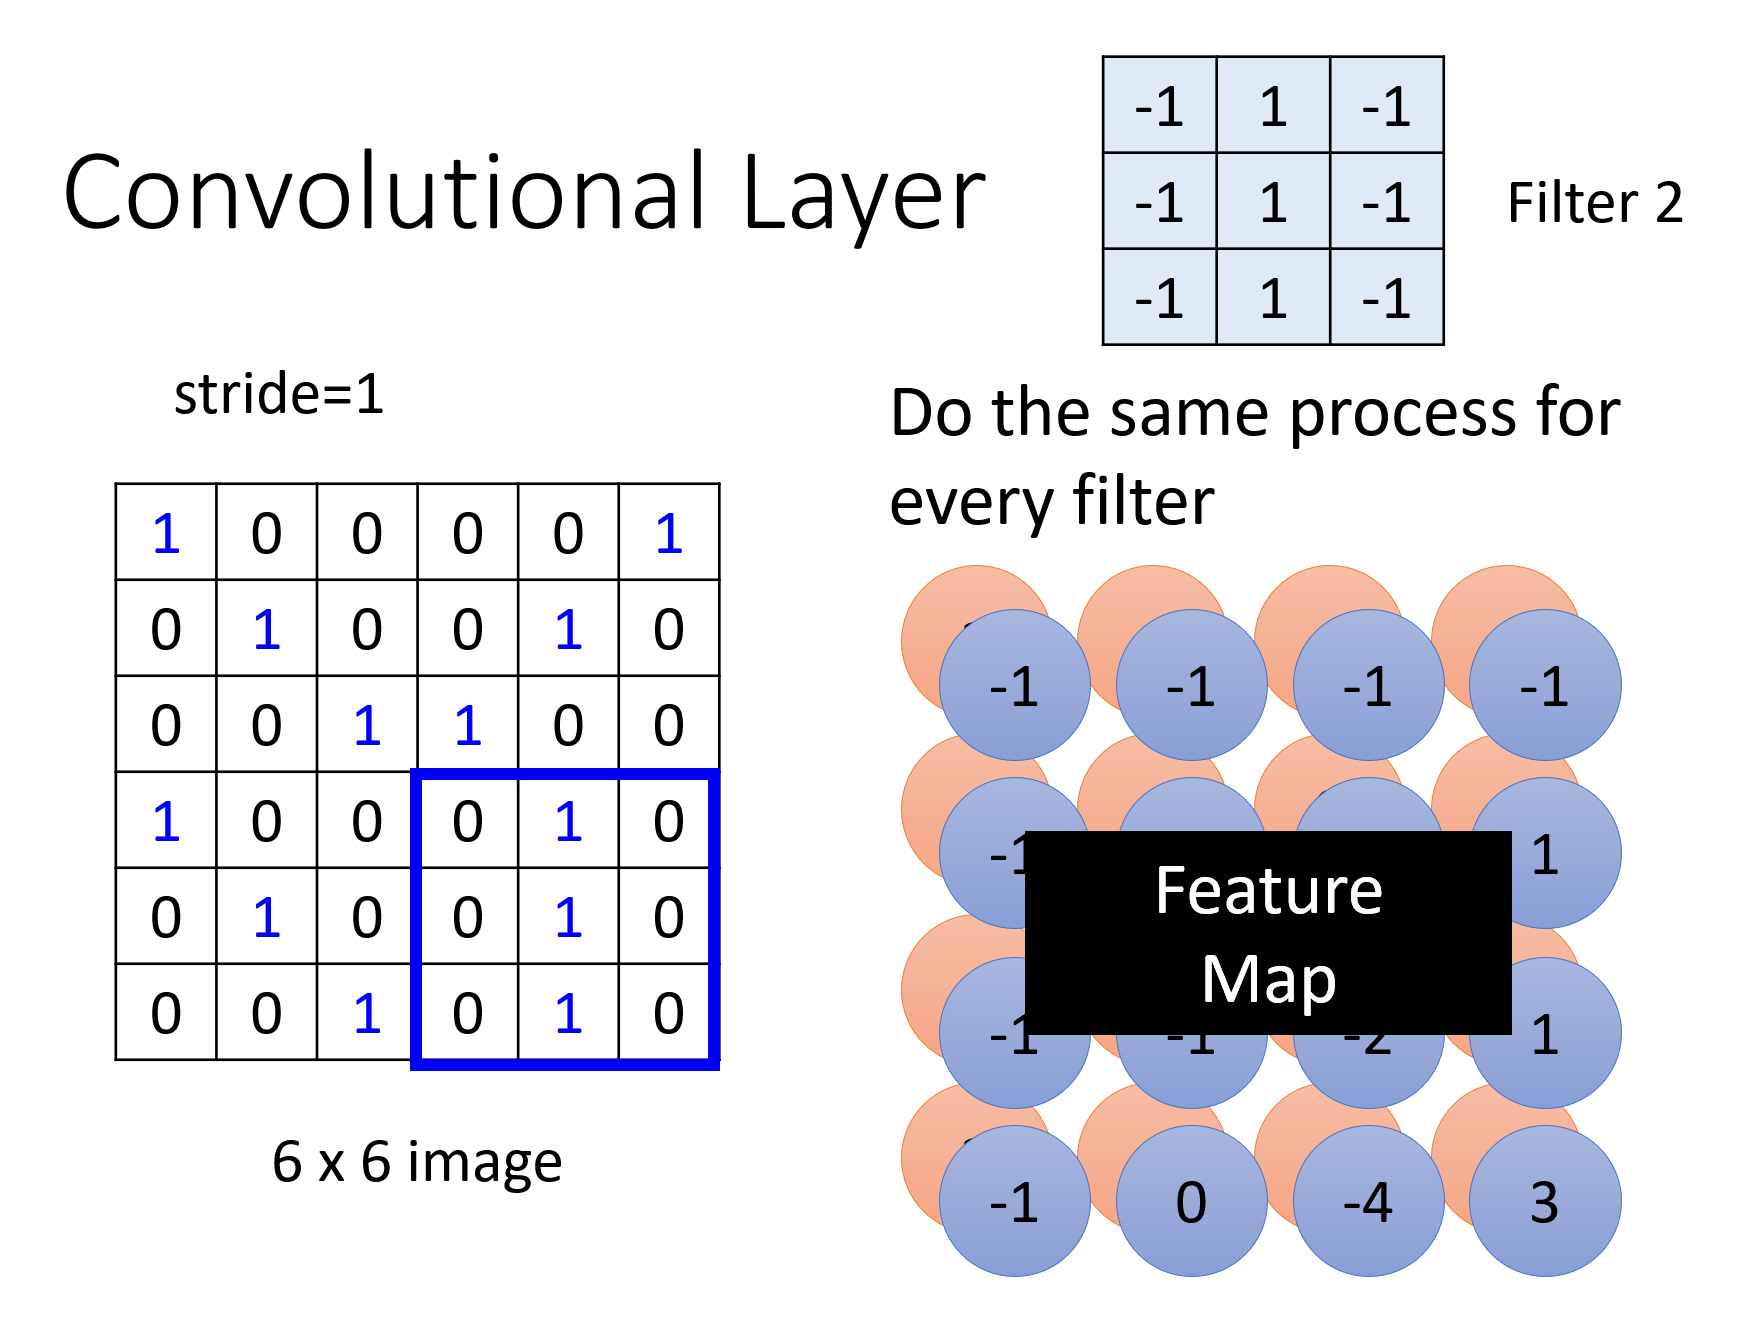 Convolutional Layer
-1 1 -1
-1 1 -1
-1 1 -1
Filter 2
stride=1
Do the same process for
every filter
1 0 0 0 0 1
0 1 0 0 1 0
0 0 1 1 0 0
1 0 0 0 1 0
0 1 0 0 1 0
0 0 1 0 1 0
6 x 6 image
-1 -1 -1 -1
-1 1
Feature
Map
-1 -1 -2 1
-1 0 -4 3